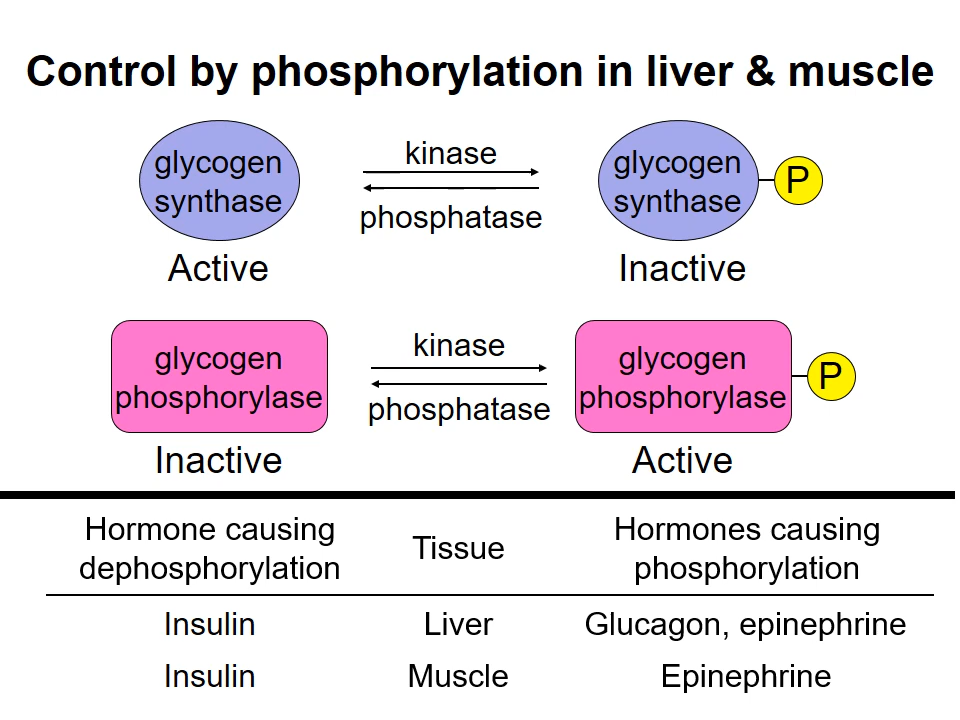 Control by phosphorylation in liver & muscle
glycogen
synthase
Active
kinase
phosphatase
glycogen
synthase
P
Inactive
glycogen
phosphorylase
Inactive
kinase
phosphatase
glycogen
phosphorylase
P
Active
Hormone causing
dephosphorylation
Tissue
Hormones causing
phosphorylation
Insulin Liver Glucagon, epinephrine
Insulin Muscle Epinephrine